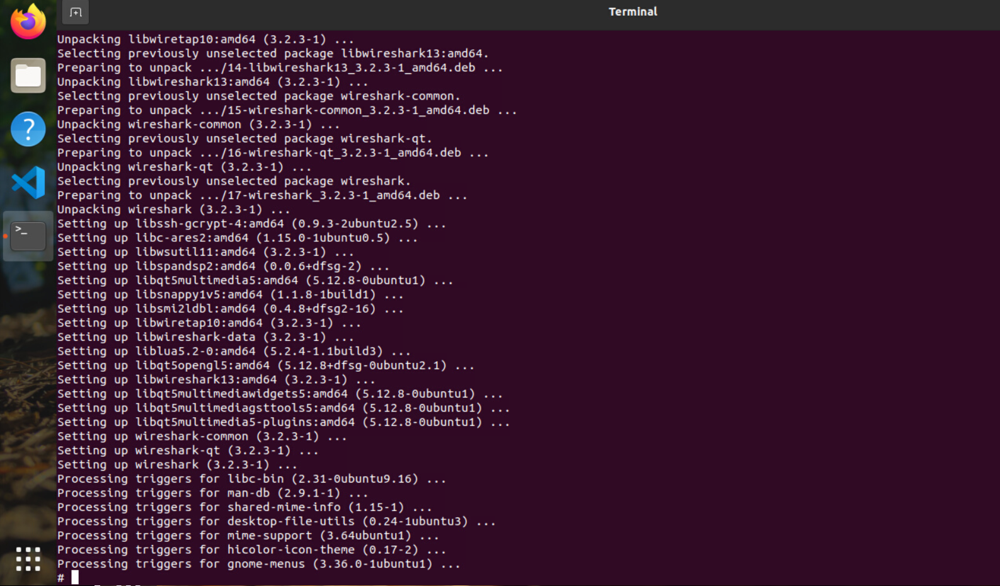 Terminal
Unpacking libwiretap10:amd64 (3.2.3-1) ...
Selecting previously unselected package libwireshark13:amd64.
Preparing to unpack .../14-libwireshark13_3.2.3-1_amd64.deb ...
Unpacking libwireshark13:amd64 (3.2.3-1) ...
Selecting previously unselected package wireshark-common.
Preparing to unpack .../15-wireshark-common_3.2.3-1_amd64.deb ...
Unpacking wireshark-common (3.2.3-1) ...
Selecting previously unselected package wireshark-qt.
Preparing to unpack .../16-wireshark-qt_3.2.3-1_amd64.deb ...
Unpacking wireshark-qt (3.2.3-1) ...
Selecting previously unselected package wireshark.
Preparing to unpack .../17-wireshark_3.2.3-1_amd64.deb ...
Unpacking wireshark (3.2.3-1) ...
Setting up libssh-gcrypt-4:amd64 (0.9.3-2ubuntu2.5) ...
Setting up libc-ares2:amd64 (1.15.0-1ubuntu0.5) ...
Setting up libwsutil11:amd64 (3.2.3-1) ...
Setting up libspandsp2:amd64 (0.0.6+dfsg-2) ...
Setting up libqt5multimedia5:amd64 (5.12.8-0ubuntu1) ...
Setting up libsnappy1v5:amd64 (1.1.8-1build1) ...
Setting up libsmi2ldbl:amd64 (0.4.8+dfsg2-16) ...
Setting up libwiretap10:amd64 (3.2.3-1) ...
Setting up libwireshark-data (3.2.3-1) ...
Setting up liblua5.2-0:amd64 (5.2.4-1.1build3) ...
Setting up libqt5opengl5:amd64 (5.12.8+dfsg-0ubuntu2.1) ...
Setting up libwireshark13:amd64 (3.2.3-1) ...
Setting up libqt5multimediawidgets5:amd64 (5.12.8-0ubuntu1) ...
Setting up libqt5multimediagsttools5:amd64 (5.12.8-0ubuntu1) ...
Setting up libqt5multimedia5-plugins:amd64 (5.12.8-0ubuntu1) ...
Setting up wireshark-common (3.2.3-1) ...
Setting up wireshark-qt (3.2.3-1) ...
Setting up wireshark (3.2.3-1) ...
Processing triggers for libc-bin (2.31-0ubuntu9.16) ...
Processing triggers for man-db (2.9.1-1) ...
Processing triggers for shared-mime-info (1.15-1) ...
Processing triggers for desktop-file-utils (0.24-1ubuntu3) ...
Processing triggers for mime-support (3.64ubuntu1) ...
Processing triggers for hicolor-icon-theme (0.17-2) ...
Processing triggers for gnome-menus (3.36.0-1ubuntu1) ...
#